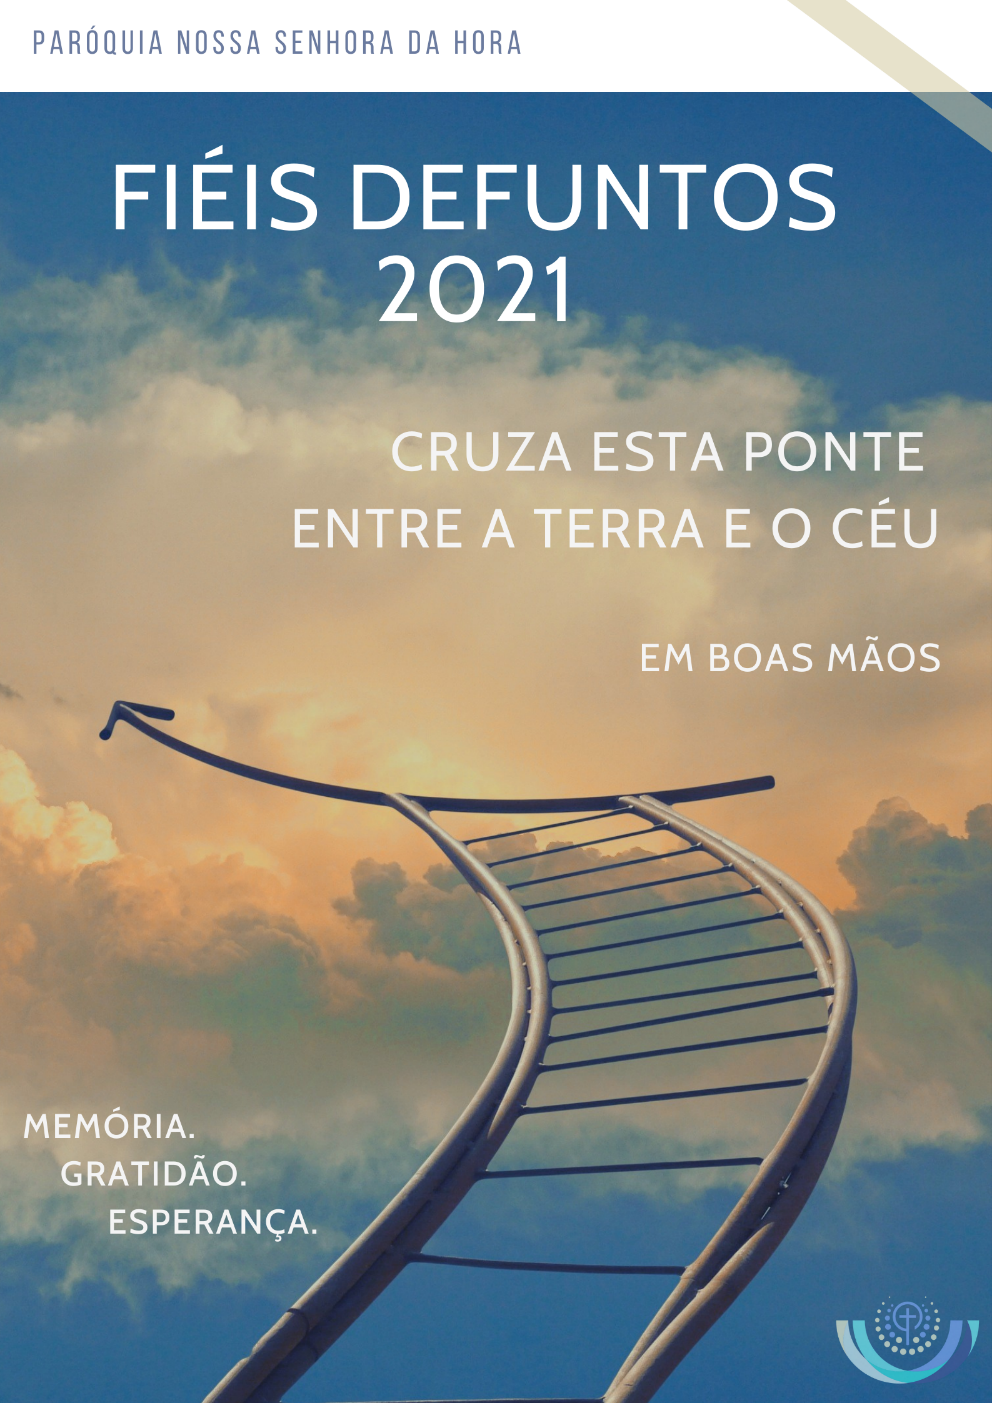 PARÓQUIA NOSSA SENHORA DA HORA
FIÉIS DEFUNTOS
2021
CRUZA ESTA PONTE
ENTRE A TERRA E O CÉU
EM BOAS MÃOS
MEMÓRIA.
GRATIDÃO.
ESPERANÇA.